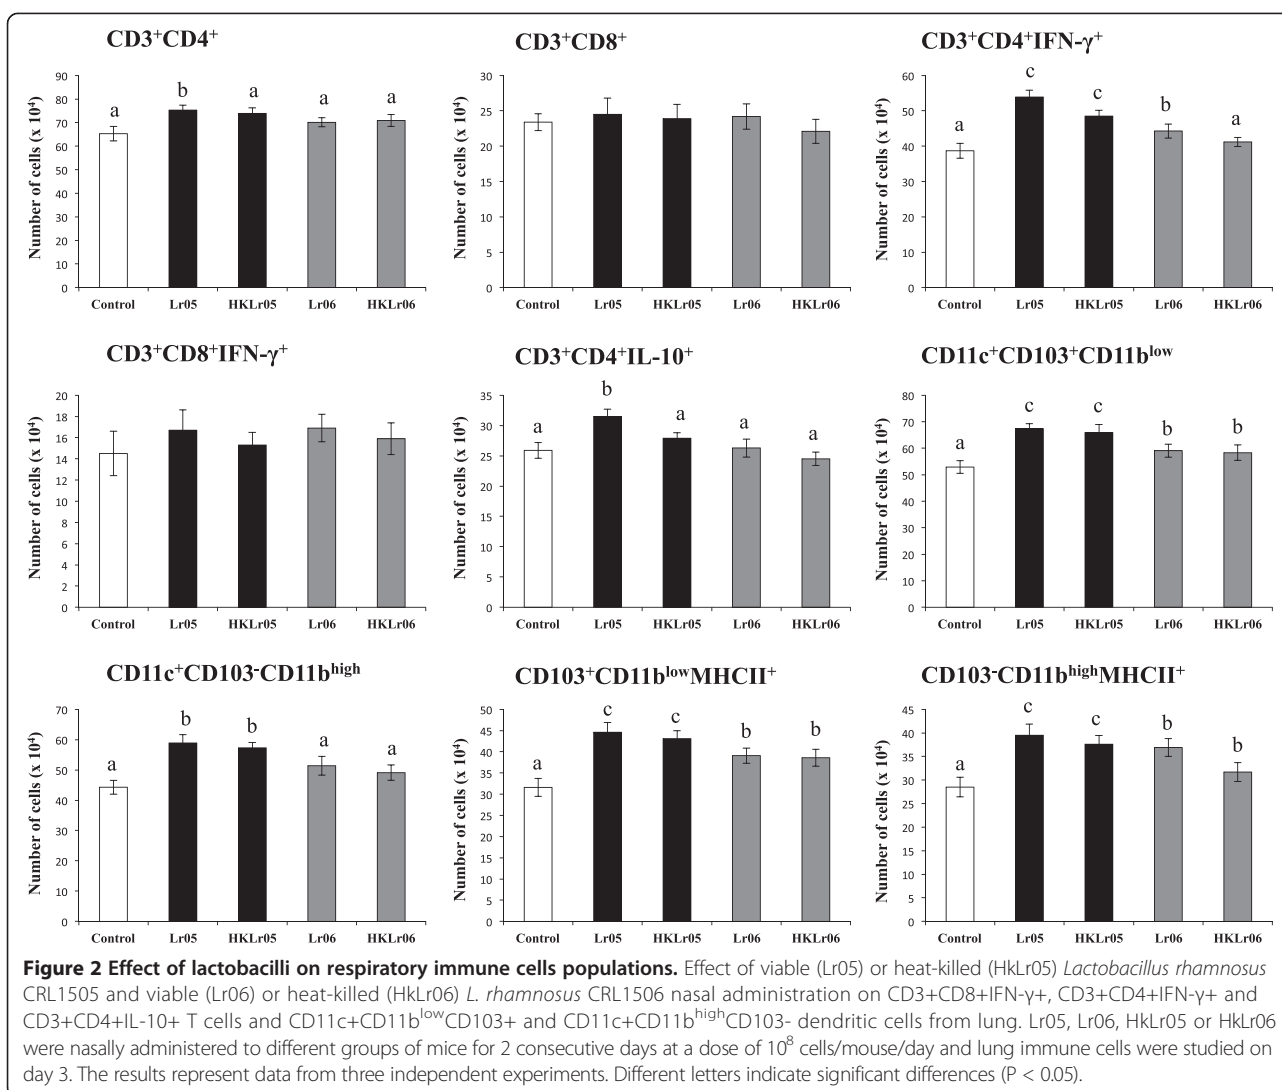 CD3⁺CD4⁺
Number of cells (x 10⁴)
90
80
70
60
50
40
30
20
10
0
a
b
a
a
a
Control Lr05 HKLr05 Lr06 HKLr06
CD3⁺CD8⁺
Number of cells (x 10⁴)
30
25
20
15
10
5
0
Control Lr05 HKLr05 Lr06 HKLr06
CD3⁺CD4⁺IFN-γ⁺
Number of cells (x 10⁴)
60
50
40
30
20
10
0
a
c
c
b
a
Control Lr05 HKLr05 Lr06 HKLr06
CD3⁺CD8⁺IFN-γ⁺
Number of cells (x 10⁴)
20
18
16
14
12
10
8
6
4
2
0
Control Lr05 HKLr05 Lr06 HKLr06
CD3⁺CD4⁺IL-10⁺
Number of cells (x 10⁴)
35
30
25
20
15
10
5
0
a
b
a
a
a
Control Lr05 HKLr05 Lr06 HKLr06
CD11c⁺CD103⁺CD11bˡᵒʷ
Number of cells (x 10⁴)
80
70
60
50
40
30
20
10
0
a
c
c
b
b
Control Lr05 HKLr05 Lr06 HKLr06
CD11c⁺CD103⁻CD11bʰⁱᵍʰ
Number of cells (x 10⁴)
70
60
50
40
30
20
10
0
a
b
b
a
a
Control Lr05 HKLr05 Lr06 HKLr06
CD103⁺CD11bˡᵒʷMHCII⁺
Number of cells (x 10⁴)
50
45
40
35
30
25
20
15
10
5
0
a
c
c
b
b
Control Lr05 HKLr05 Lr06 HKLr06
CD103⁻CD11bʰⁱᵍʰMHCII⁺
Number of cells (x 10⁴)
45
40
35
30
25
20
15
10
5
0
a
c
c
b
b
Control Lr05 HKLr05 Lr06 HKLr06
Figure 2 Effect of lactobacilli on respiratory immune cells populations. Effect of viable (Lr05) or heat-killed (HkLr05) Lactobacillus rhamnosus
CRL1505 and viable (Lr06) or heat-killed (HkLr06) L. rhamnosus CRL1506 nasal administration on CD3+CD8+IFN-γ+, CD3+CD4+IFN-γ+ and
CD3+CD4+IL-10+ T cells and CD11c+CD11bˡᵒʷCD103+ and CD11c+CD11bʰⁱᵍʰCD103- dendritic cells from lung. Lr05, Lr06, HkLr05 or HkLr06
were nasally administered to different groups of mice for 2 consecutive days at a dose of 10⁸ cells/mouse/day and lung immune cells were studied on
day 3. The results represent data from three independent experiments. Different letters indicate significant differences (P < 0.05).